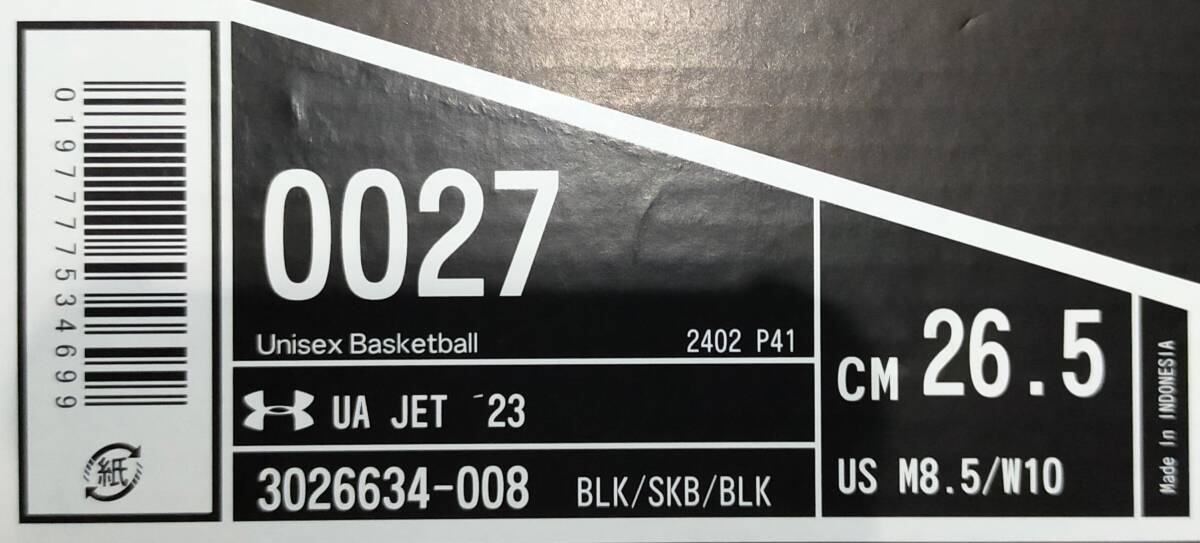 0197777534699
紙
0027
Unisex Basketball
2402 P41
UA JET '23
3026634-008 BLK/SKB/BLK
CM 26.5
US M8.5/W10
Made In INDONESIA